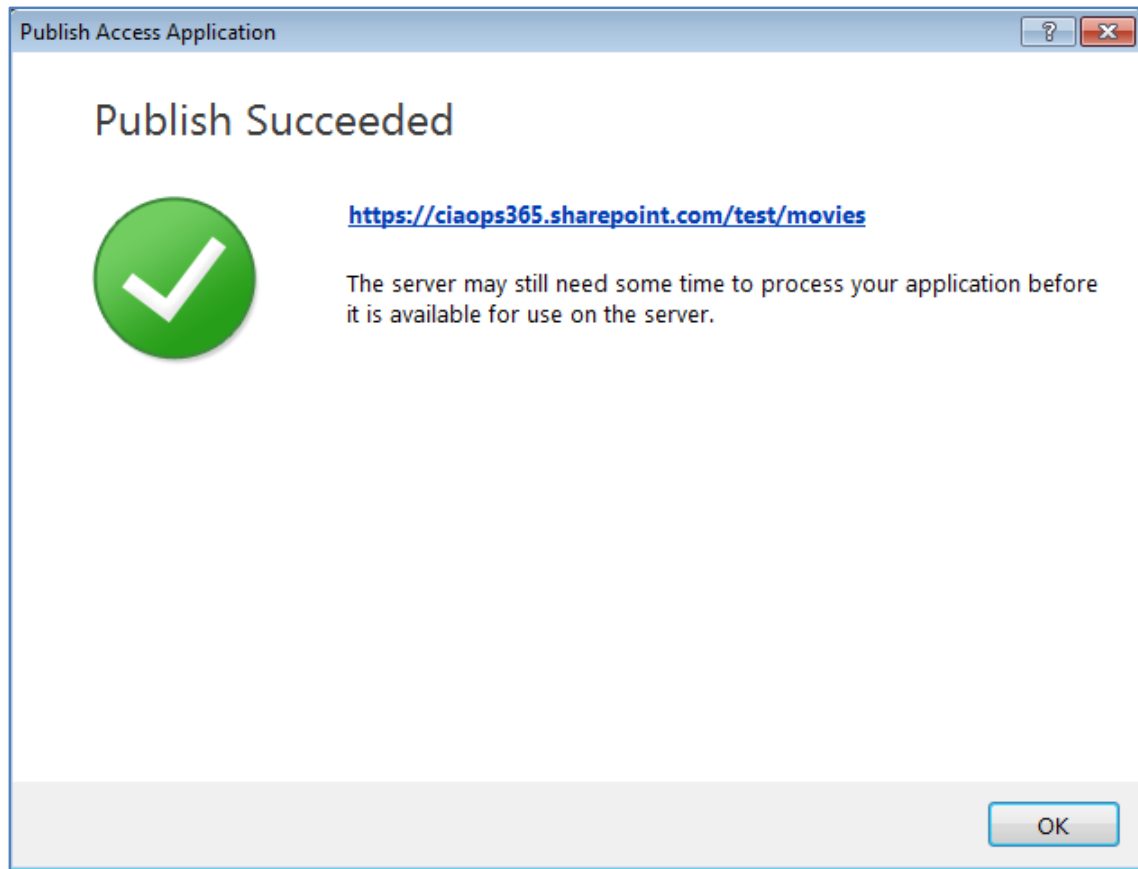 Publish Access Application
Publish Succeeded
https://ciaops365.sharepoint.com/test/movies
The server may still need some time to process your application before
it is available for use on the server.
OK